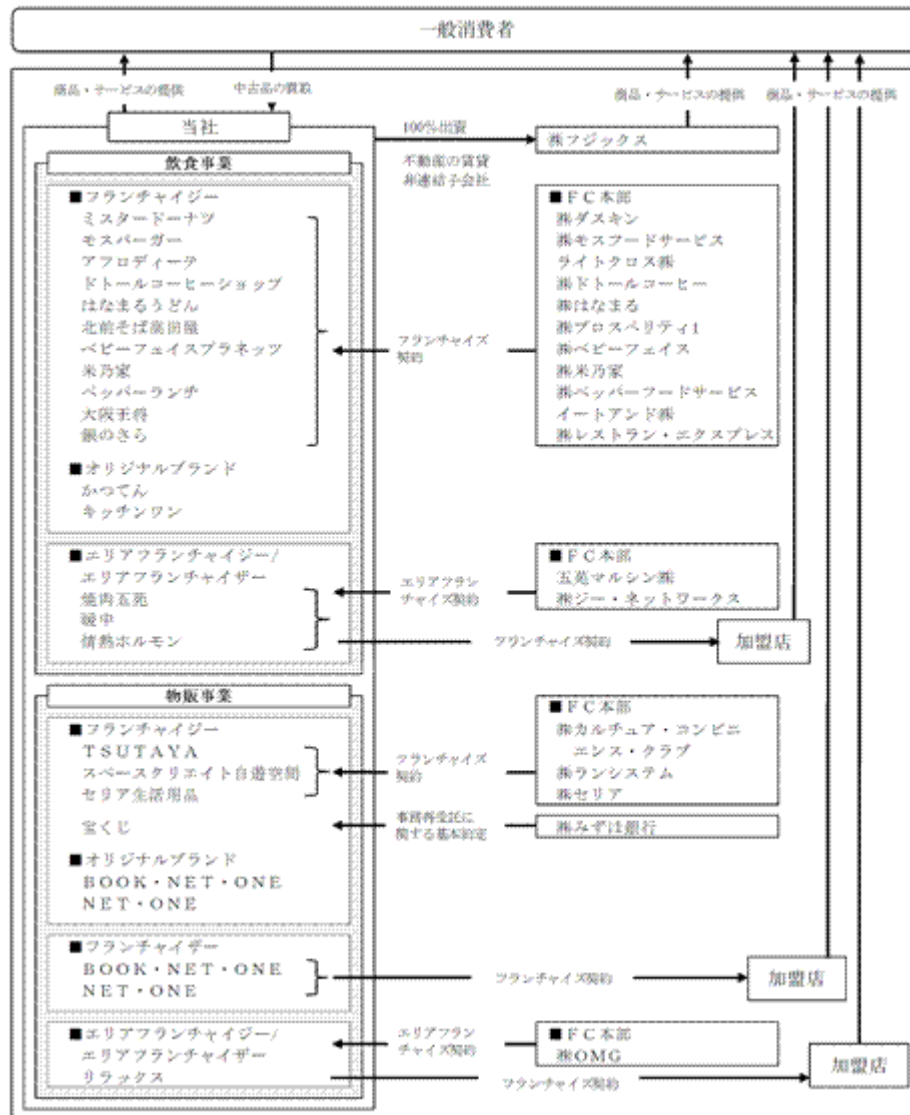 一般消費者
商品・サービスの提供
中古品の買取
商品・サービスの提供
商品・サービスの提供
当社
100%出資
不動産の賃貸
非連結子会社
㈱フジックス
飲食事業
■フランチャイジー
ミスタードーナツ
モスバーガー
アフロディーテ
ドトールコーヒーショップ
はなまるうどん
北前そば高田屋
ベビーフェイスプラネッツ
米乃家
ペッパーランチ
大阪王将
銀のさら
■オリジナルブランド
かつてん
キッチンワン
フランチャイズ
契約
■FC本部
㈱ダスキン
㈱モスフードサービス
ライトクロス㈱
㈱ドトールコーヒー
㈱はなまる
㈱プロスペリティ1
㈱ベビーフェイス
㈱米乃家
㈱ペッパーフードサービス
イートアンド㈱
㈱レストラン・エクスプレス
■エリアフランチャイジー/
エリアフランチャイザー
焼肉五苑
暖中
情熱ホルモン
エリアフラン
チャイズ契約
■FC本部
五苑マルシン㈱
㈱ジー・ネットワークス
フランチャイズ契約
加盟店
物販事業
■フランチャイジー
TSUTAYA
スペースクリエイト自遊空間
セリア生活用品
宝くじ
■オリジナルブランド
BOOK・NET・ONE
NET・ONE
フランチャイズ
契約
■FC本部
㈱カルチュア・コンビニ
エンス・クラブ
㈱ランシステム
㈱セリア
事務再受託に
関する基本約定
㈱みずほ銀行
■フランチャイザー
BOOK・NET・ONE
NET・ONE
フランチャイズ契約
加盟店
■エリアフランチャイジー/
エリアフランチャイザー
リラックス
エリアフラン
チャイズ契約
■FC本部
㈱OMG
フランチャイズ契約
加盟店